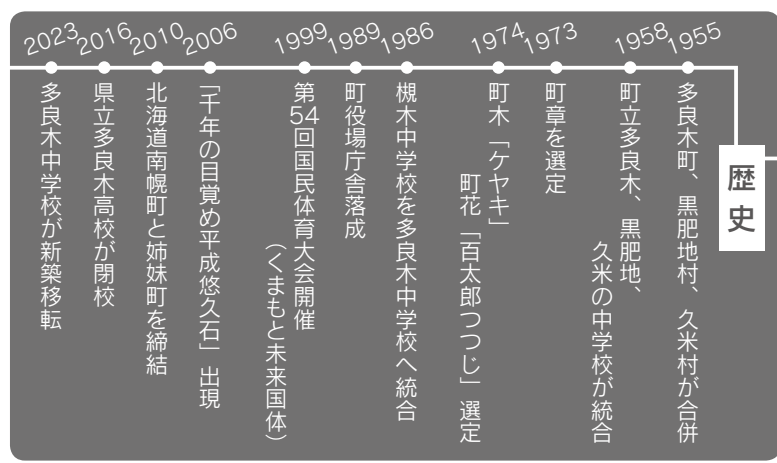 歴史
1955
多良木町、黒肥地村、久米村が合併
1958
町立多良木、黒肥地、
久米の中学校が統合
1973
町章を選定
1974
町木「ケヤキ」
町花「百太郎つつじ」選定
1986
槻木中学校を多良木中学校へ統合
1989
町役場庁舎落成
1999
第54回国民体育大会開催
（くまもと未来国体）
2006
「千年の目覚め平成悠久石」出現
2010
北海道南幌町と姉妹町を締結
2016
県立多良木高校が閉校
2023
多良木中学校が新築移転